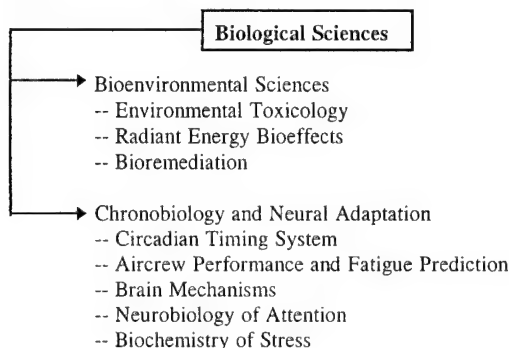 Biological Sciences
Bioenvironmental Sciences
-- Environmental Toxicology
-- Radiant Energy Bioeffects
-- Bioremediation
Chronobiology and Neural Adaptation
-- Circadian Timing System
-- Aircrew Performance and Fatigue Prediction
-- Brain Mechanisms
-- Neurobiology of Attention
-- Biochemistry of Stress